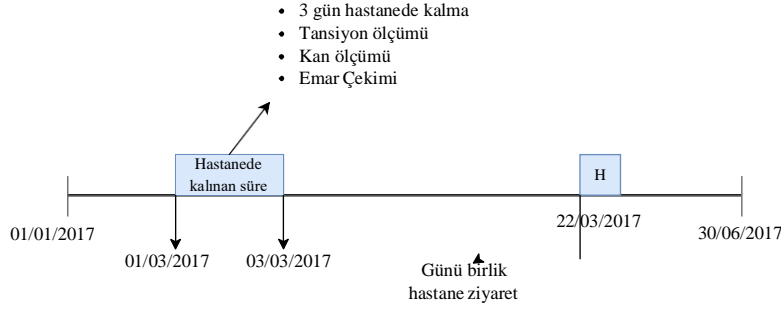 • 3 gün hastanede kalma
• Tansiyon ölçümü
• Kan ölçümü
• Emar Çekimi
Hastanede
kalınan süre
H
01/01/2017
01/03/2017
03/03/2017
22/03/2017
30/06/2017
Günü birlik
hastane ziyaret